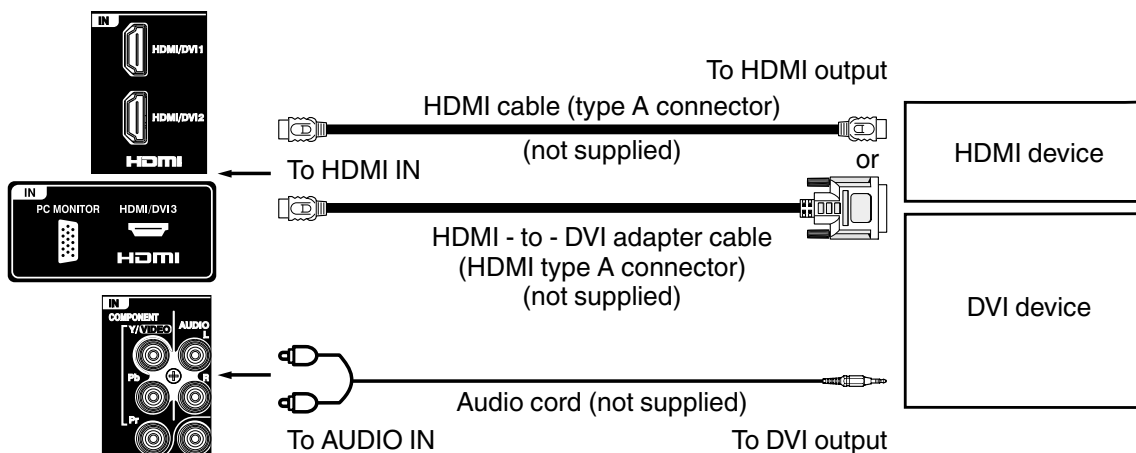 IN
HDMI/DVI1
HDMI/DVI2
HDMI
To HDMI output
HDMI cable (type A connector)
(not supplied)
or
To HDMI IN
HDMI device
IN
PC MONITOR
HDMI/DVI3
HDMI
HDMI - to - DVI adapter cable
(HDMI type A connector)
(not supplied)
DVI device
IN
COMPONENT
Y/VIDEO
AUDIO
L
Pb
R
Pr
Audio cord (not supplied)
To AUDIO IN
To DVI output